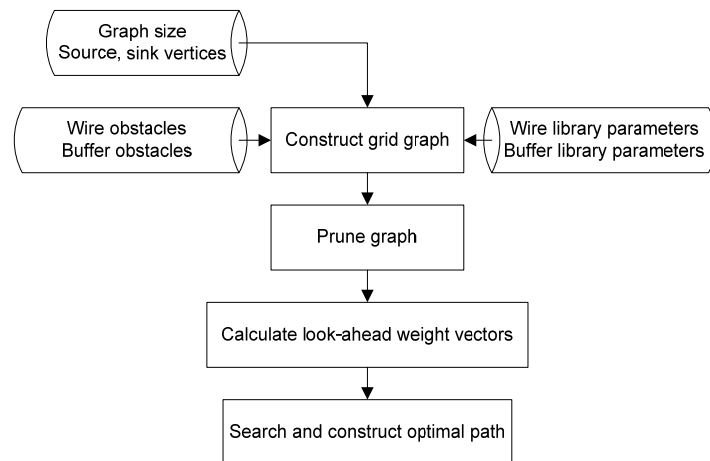 Graph size
Source, sink vertices
Wire obstacles
Buffer obstacles
Construct grid graph
Wire library parameters
Buffer library parameters
Prune graph
Calculate look-ahead weight vectors
Search and construct optimal path